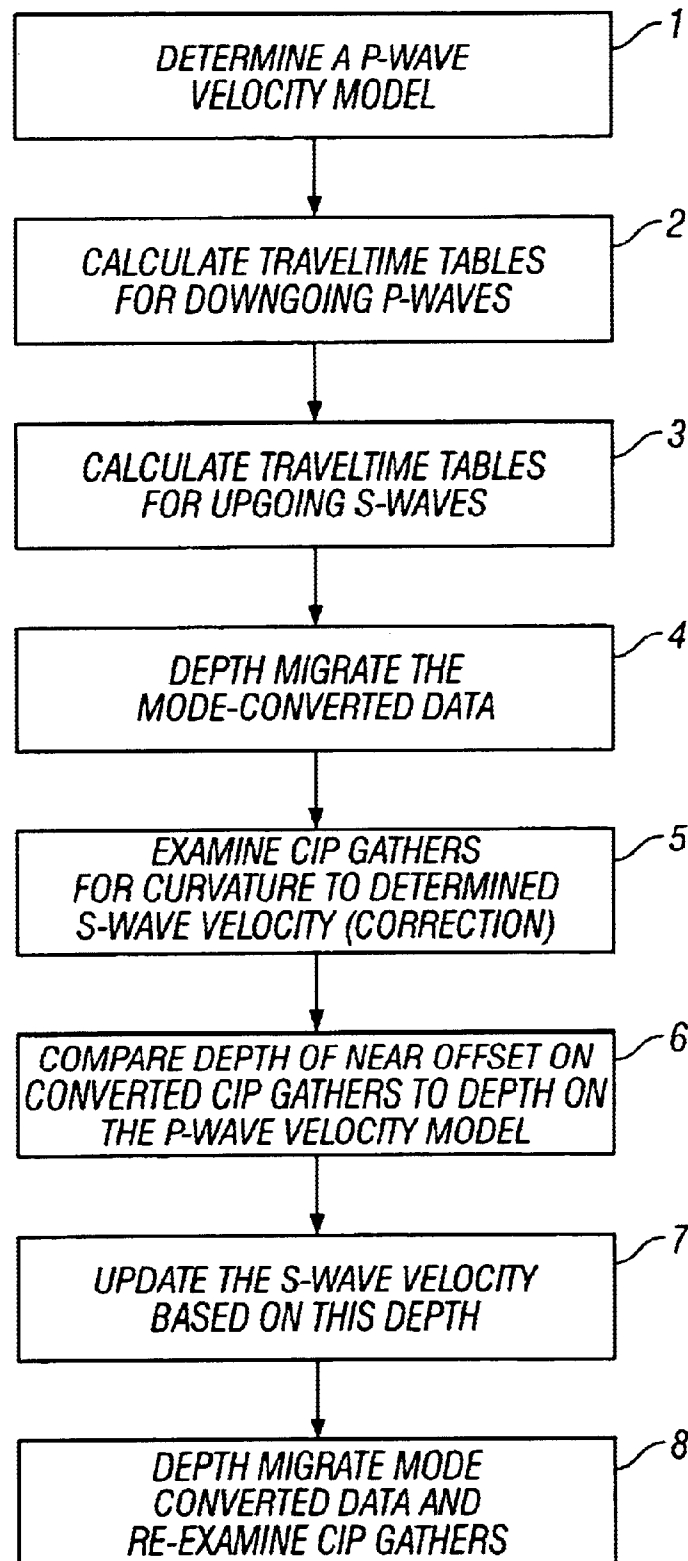 1
DETERMINE A P-WAVE
VELOCITY MODEL
2
CALCULATE TRAVELTIME TABLES
FOR DOWNGOING P-WAVES
3
CALCULATE TRAVELTIME TABLES
FOR UPGOING S-WAVES
4
DEPTH MIGRATE THE
MODE-CONVERTED DATA
5
EXAMINE CIP GATHERS
FOR CURVATURE TO DETERMINED
S-WAVE VELOCITY (CORRECTION)
6
COMPARE DEPTH OF NEAR OFFSET ON
CONVERTED CIP GATHERS TO DEPTH ON
THE P-WAVE VELOCITY MODEL
7
UPDATE THE S-WAVE VELOCITY
BASED ON THIS DEPTH
8
DEPTH MIGRATE MODE
CONVERTED DATA AND
RE-EXAMINE CIP GATHERS